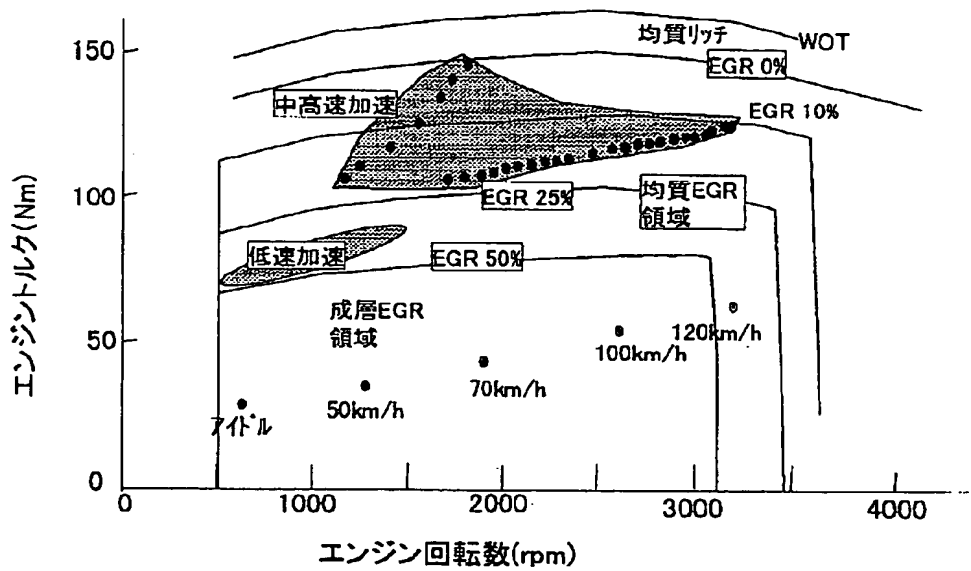 エンジントルク(Nm)
150
100
50
0
均質リッチ
WOT
EGR 0%
中高速加速
EGR 10%
EGR 25%
均質EGR
領域
低速加速
EGR 50%
成層EGR
領域
アイドル
50km/h
70km/h
100km/h
120km/h
0
1000
2000
3000
4000
エンジン回転数(rpm)